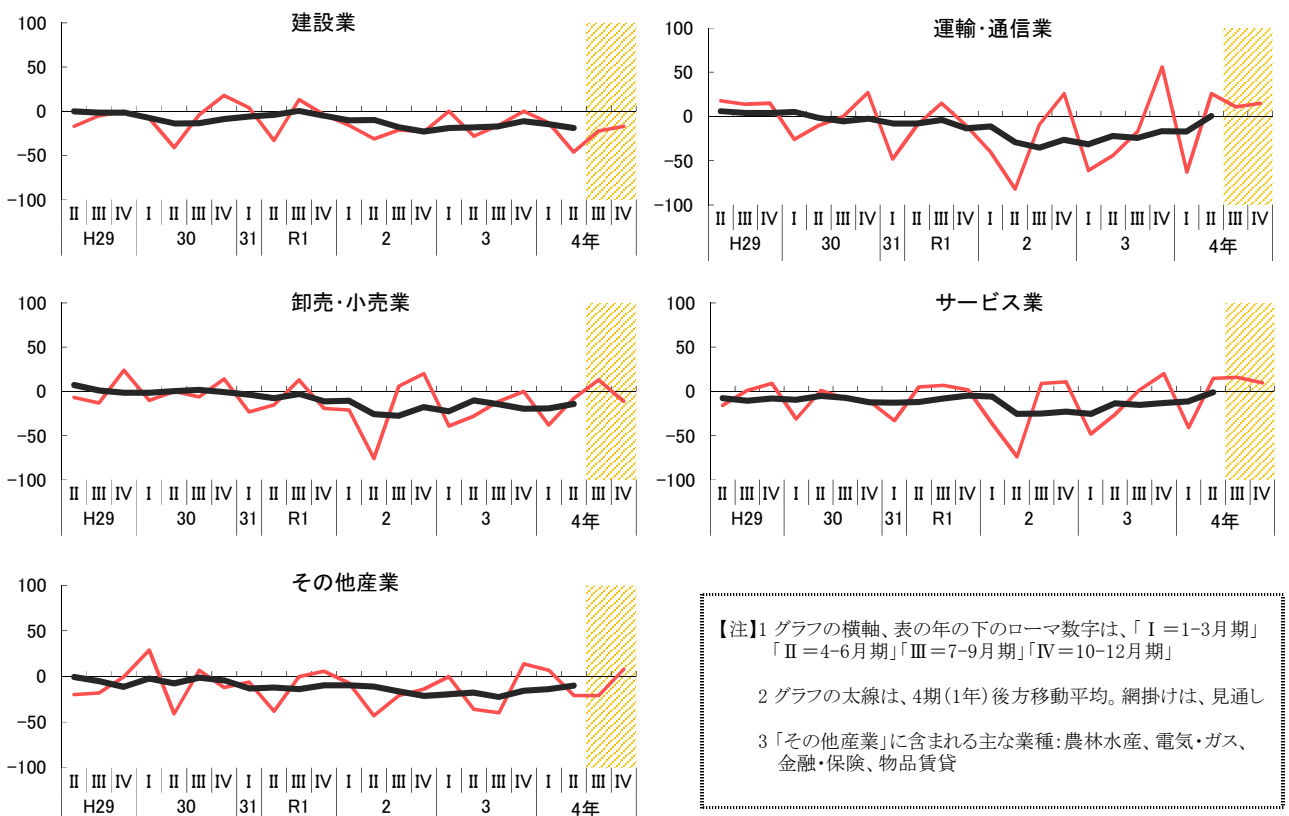 建設業
100
50
0
−50
−100
Ⅱ Ⅲ Ⅳ Ⅰ Ⅱ Ⅲ Ⅳ Ⅰ Ⅱ Ⅲ Ⅳ Ⅰ Ⅱ Ⅲ Ⅳ Ⅰ Ⅱ Ⅲ Ⅳ Ⅰ Ⅱ Ⅲ Ⅳ
H29 30 31 R1 2 3 4年
運輸・通信業
100
50
0
−50
−100
Ⅱ Ⅲ Ⅳ Ⅰ Ⅱ Ⅲ Ⅳ Ⅰ Ⅱ Ⅲ Ⅳ Ⅰ Ⅱ Ⅲ Ⅳ Ⅰ Ⅱ Ⅲ Ⅳ Ⅰ Ⅱ Ⅲ Ⅳ
H29 30 31 R1 2 3 4年
卸売・小売業
100
50
0
−50
−100
Ⅱ Ⅲ Ⅳ Ⅰ Ⅱ Ⅲ Ⅳ Ⅰ Ⅱ Ⅲ Ⅳ Ⅰ Ⅱ Ⅲ Ⅳ Ⅰ Ⅱ Ⅲ Ⅳ Ⅰ Ⅱ Ⅲ Ⅳ
H29 30 31 R1 2 3 4年
サービス業
100
50
0
−50
−100
Ⅱ Ⅲ Ⅳ Ⅰ Ⅱ Ⅲ Ⅳ Ⅰ Ⅱ Ⅲ Ⅳ Ⅰ Ⅱ Ⅲ Ⅳ Ⅰ Ⅱ Ⅲ Ⅳ Ⅰ Ⅱ Ⅲ Ⅳ
H29 30 31 R1 2 3 4年
その他産業
100
50
0
−50
−100
Ⅱ Ⅲ Ⅳ Ⅰ Ⅱ Ⅲ Ⅳ Ⅰ Ⅱ Ⅲ Ⅳ Ⅰ Ⅱ Ⅲ Ⅳ Ⅰ Ⅱ Ⅲ Ⅳ Ⅰ Ⅱ Ⅲ Ⅳ
H29 30 31 R1 2 3 4年
【注】1 グラフの横軸、表の年の下のローマ数字は、「Ⅰ＝1-3月期」
「Ⅱ＝4-6月期」「Ⅲ＝7-9月期」「Ⅳ＝10-12月期」
2 グラフの太線は、4期(1年)後方移動平均。網掛けは、見通し
3 「その他産業」に含まれる主な業種：農林水産、電気・ガス、
金融・保険、物品賃貸